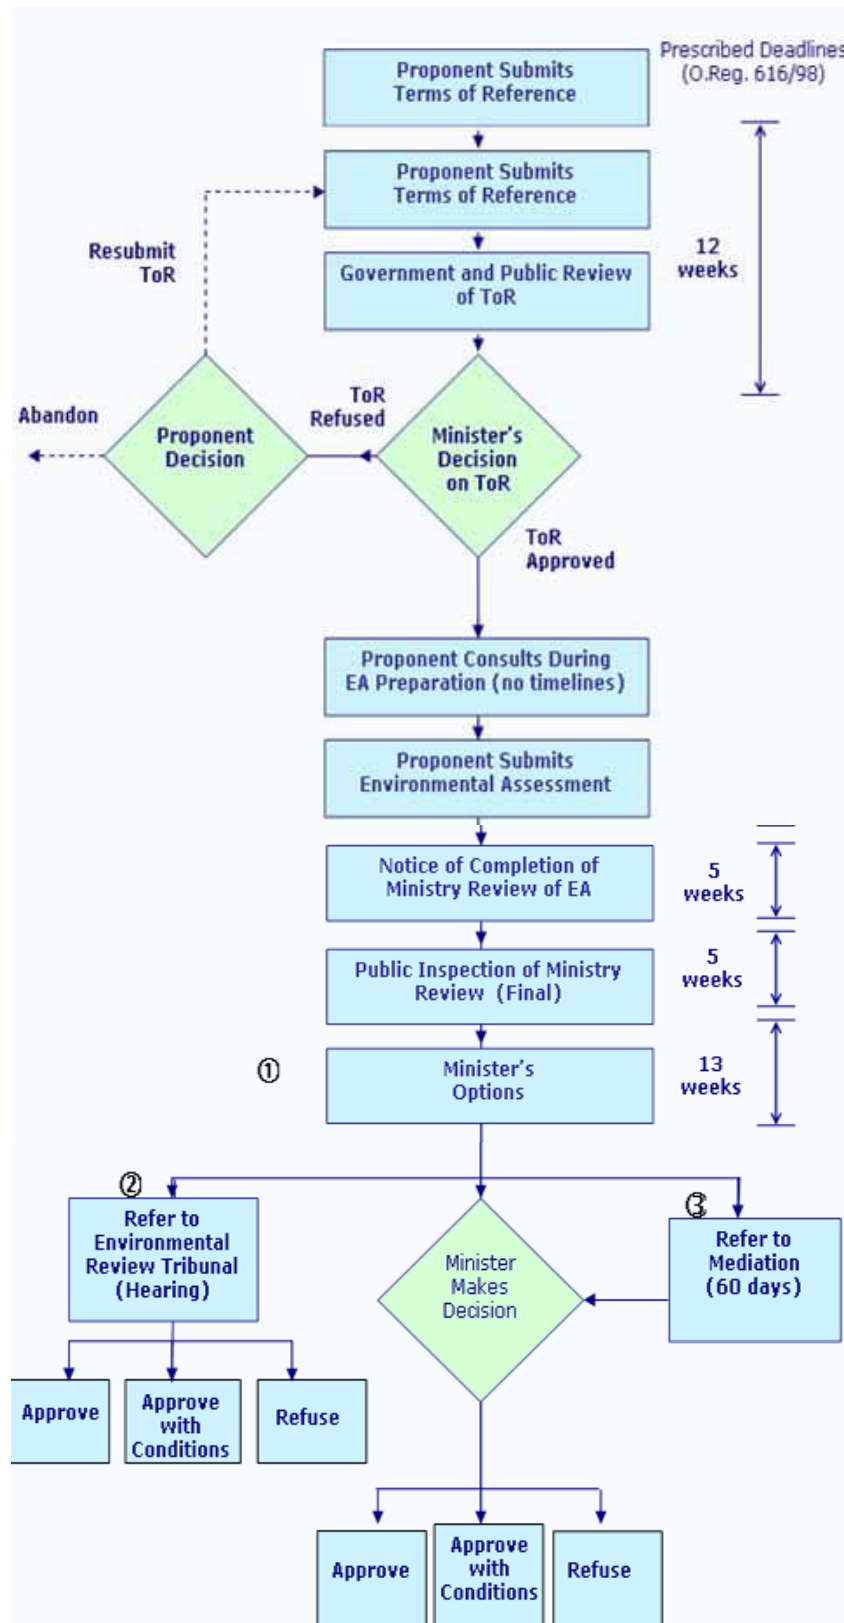 Prescribed Deadlines
(O.Reg. 616/98)
Proponent Submits
Terms of Reference
Proponent Submits
Terms of Reference
Resubmit
ToR
12
weeks
Government and Public Review
of ToR
Abandon
Proponent
Decision
ToR
Refused
Minister's
Decision
on ToR
ToR
Approved
Proponent Consults During
EA Preparation (no timelines)
Proponent Submits
Environmental Assessment
Notice of Completion of
Ministry Review of EA
5
weeks
Public Inspection of Ministry
Review (Final)
5
weeks
①
Minister's
Options
13
weeks
②
Refer to
Environmental
Review Tribunal
(Hearing)
Minister
Makes
Decision
③
Refer to
Mediation
(60 days)
Approve
Approve
with
Conditions
Refuse
Approve
Approve
with
Conditions
Refuse